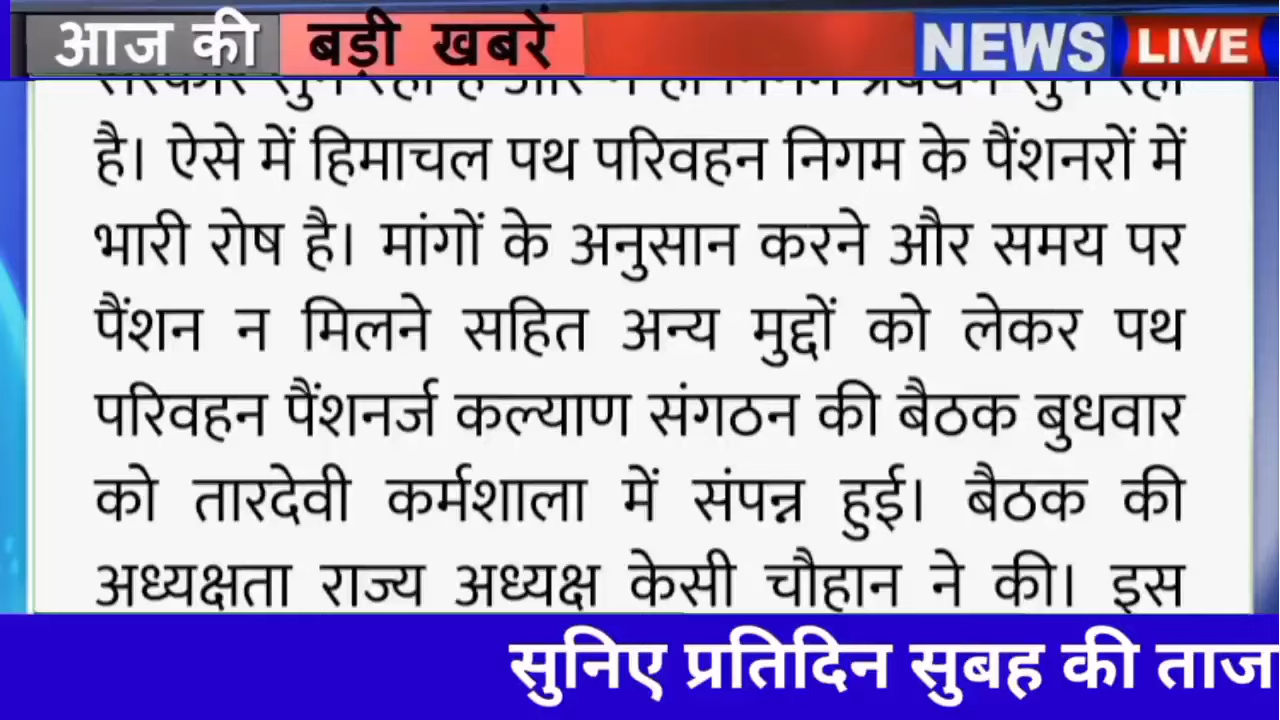 आज की बड़ी खबरें NEWS LIVE
है। ऐसे में हिमाचल पथ परिवहन निगम के पैंशनरों में
भारी रोष है। मांगों के अनुसान करने और समय पर
पैंशन न मिलने सहित अन्य मुद्दों को लेकर पथ
परिवहन पैंशनर्ज कल्याण संगठन की बैठक बुधवार
को तारदेवी कर्मशाला में संपन्न हुई। बैठक की
अध्यक्षता राज्य अध्यक्ष केसी चौहान ने की। इस
सुनिए प्रतिदिन सुबह की ताज